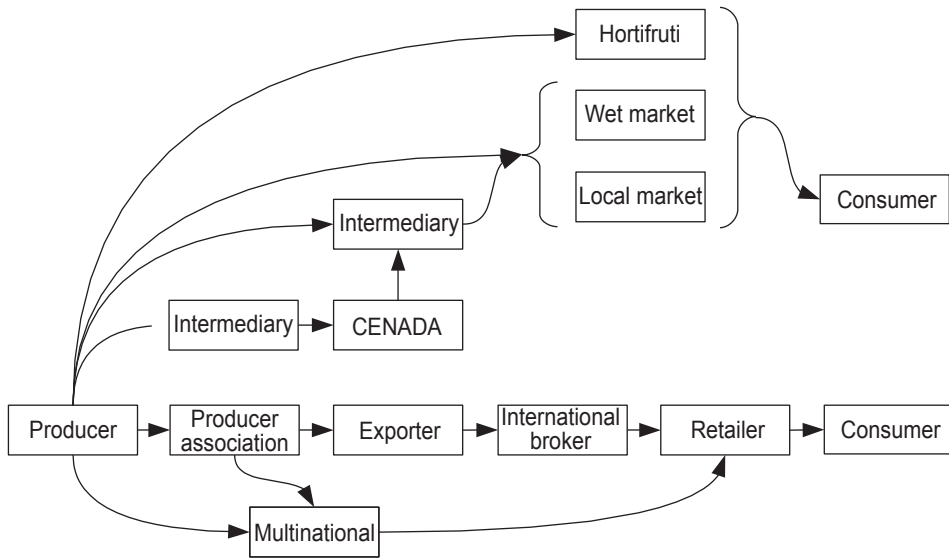 Hortifruti
Wet market
Local market
Consumer
Intermediary
Intermediary
CENADA
Producer
Producer
association
Exporter
International
broker
Retailer
Consumer
Multinational